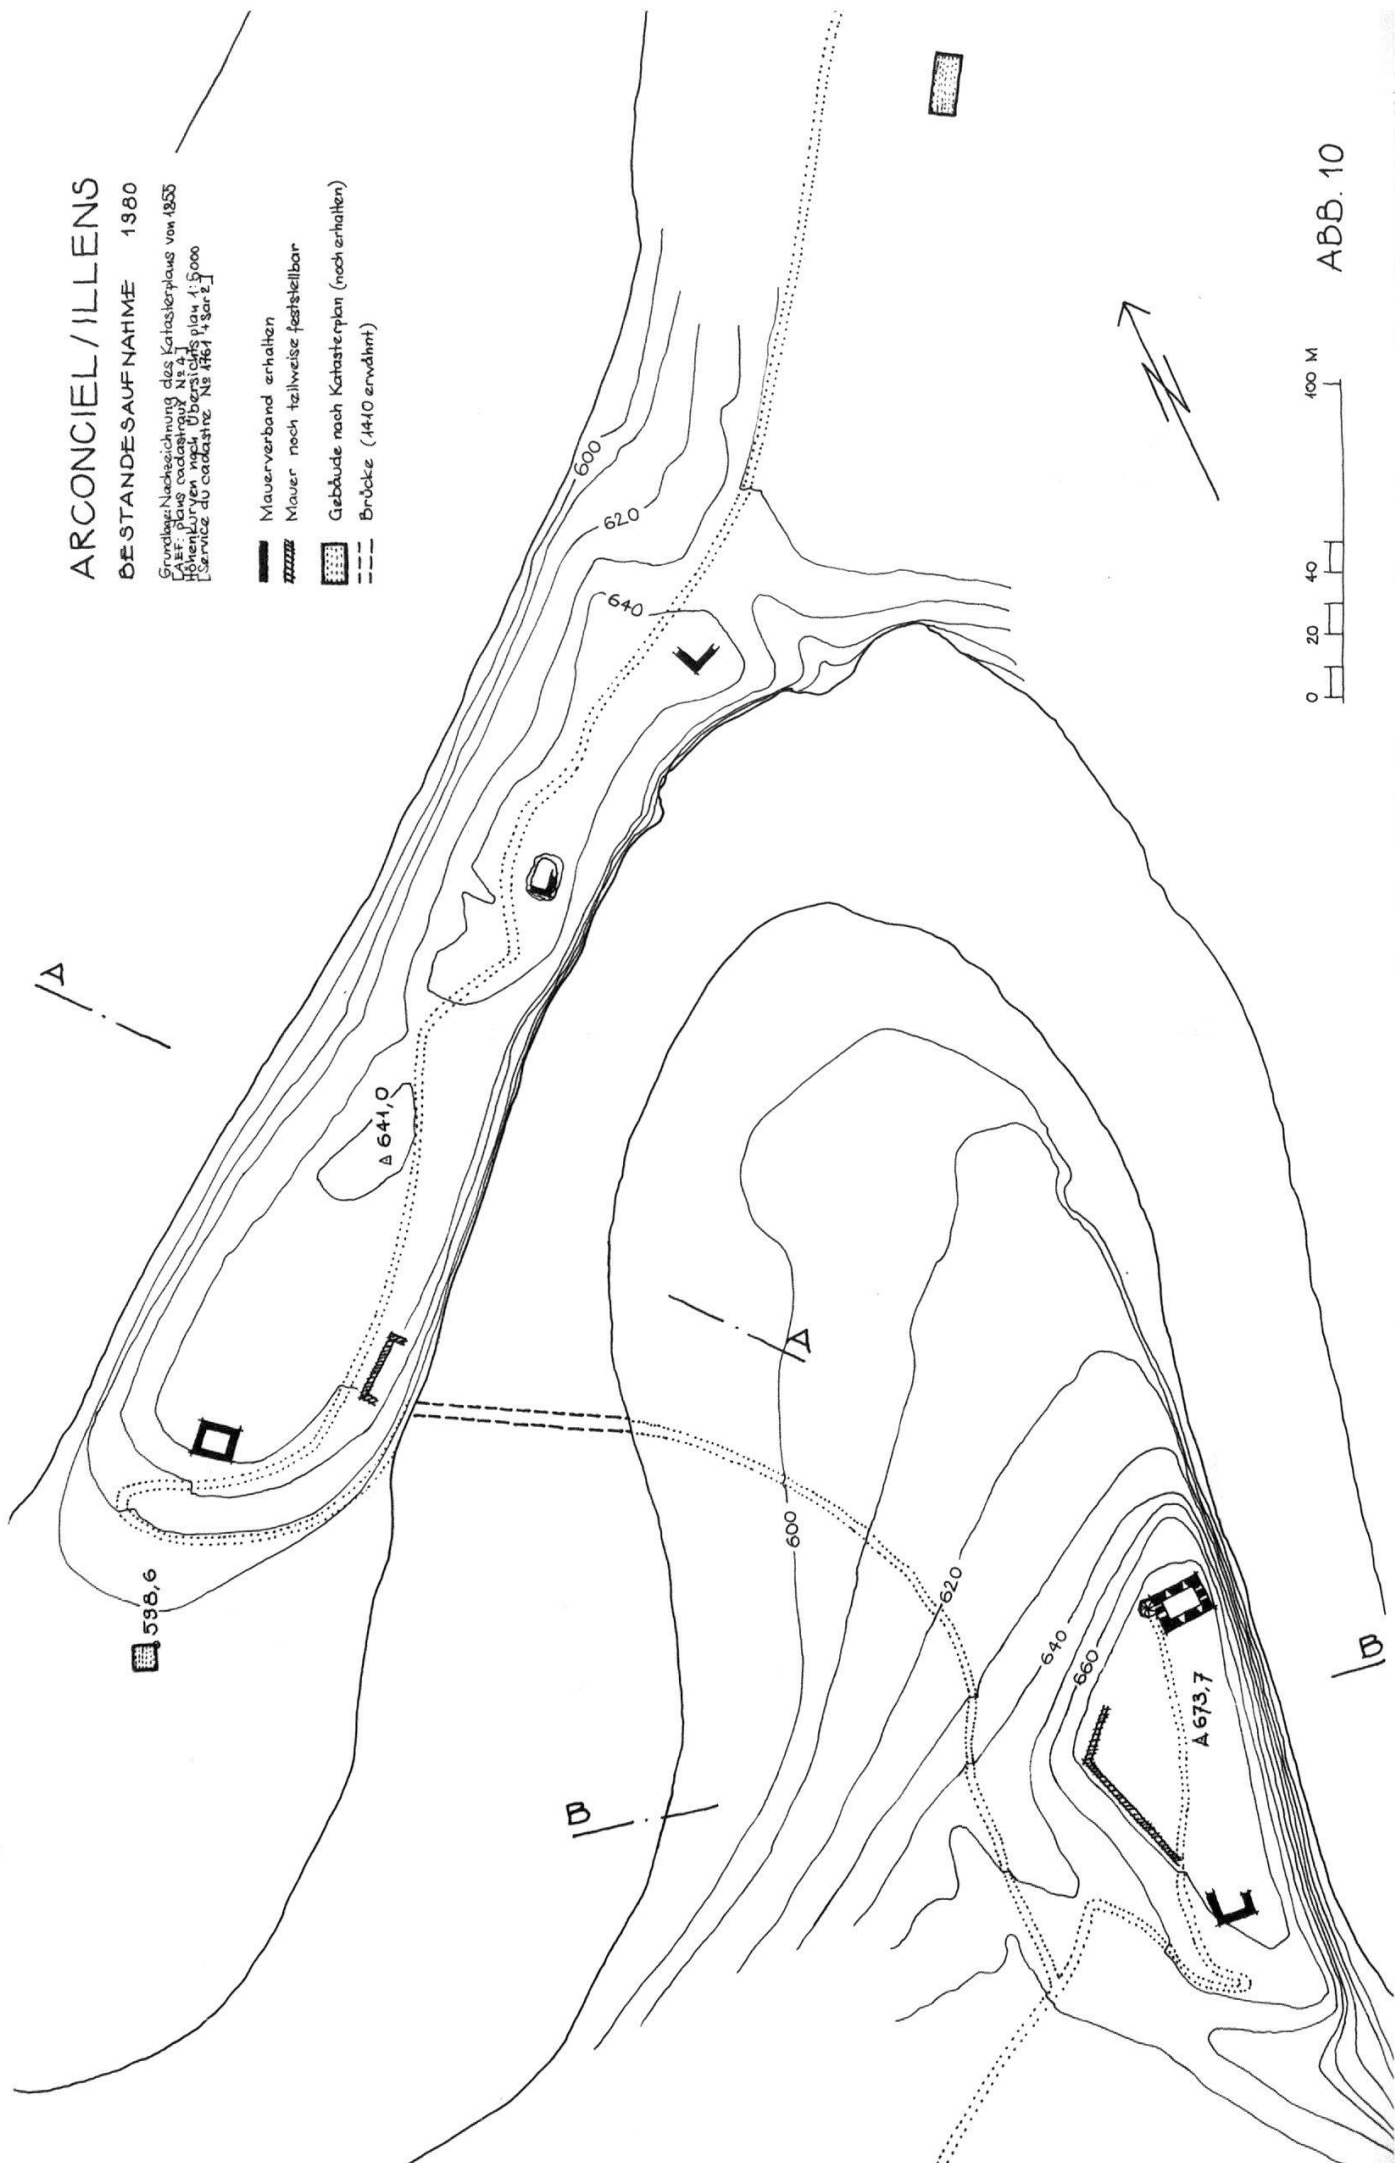 ARCONCIEL/ILLENS
BESTANDESAUFNAHME 1980
Grundlage: Nachzeichnung des Katasterplans von 1855
[AEF: plans cadastraux No 4]
Höhenkurven nach Übersichtsplan 1:5000
[Service du cadastre No 1761 + Sar 2]
Mauerverband erhalten
Mauer noch teilweise feststellbar
Gebäude nach Katasterplan (noch erhalten)
Brücke (1410 erwähnt)
600
620
640
A
641,0
598,6
A
B
600
620
640
660
673,7
B
N
0 20 40 100 M
ABB. 10